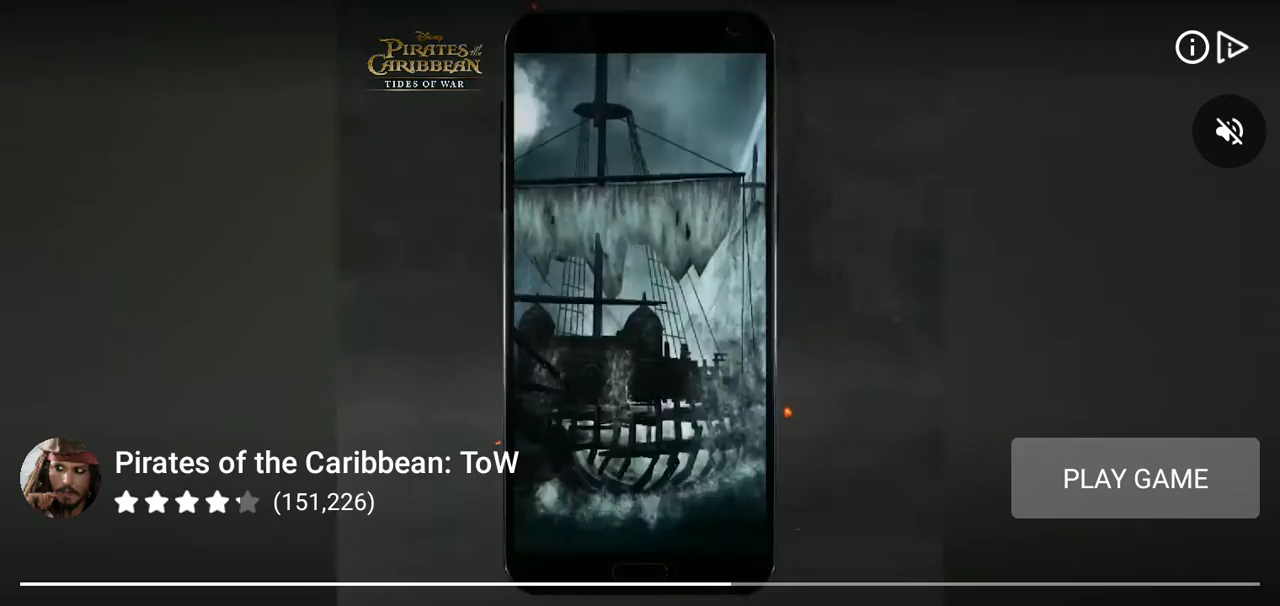 Disney
PIRATES of the
CARIBBEAN
TIDES OF WAR
Pirates of the Caribbean: ToW
(151,226)
PLAY GAME